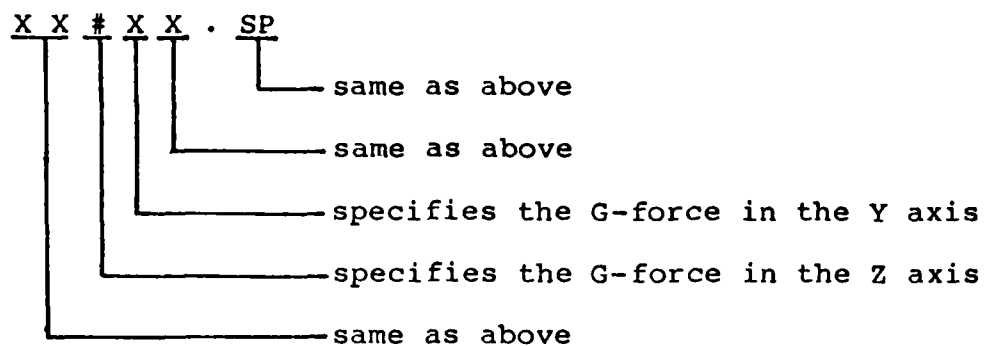 X X # X X . SP
same as above
same as above
specifies the G-force in the Y axis
specifies the G-force in the Z axis
same as above